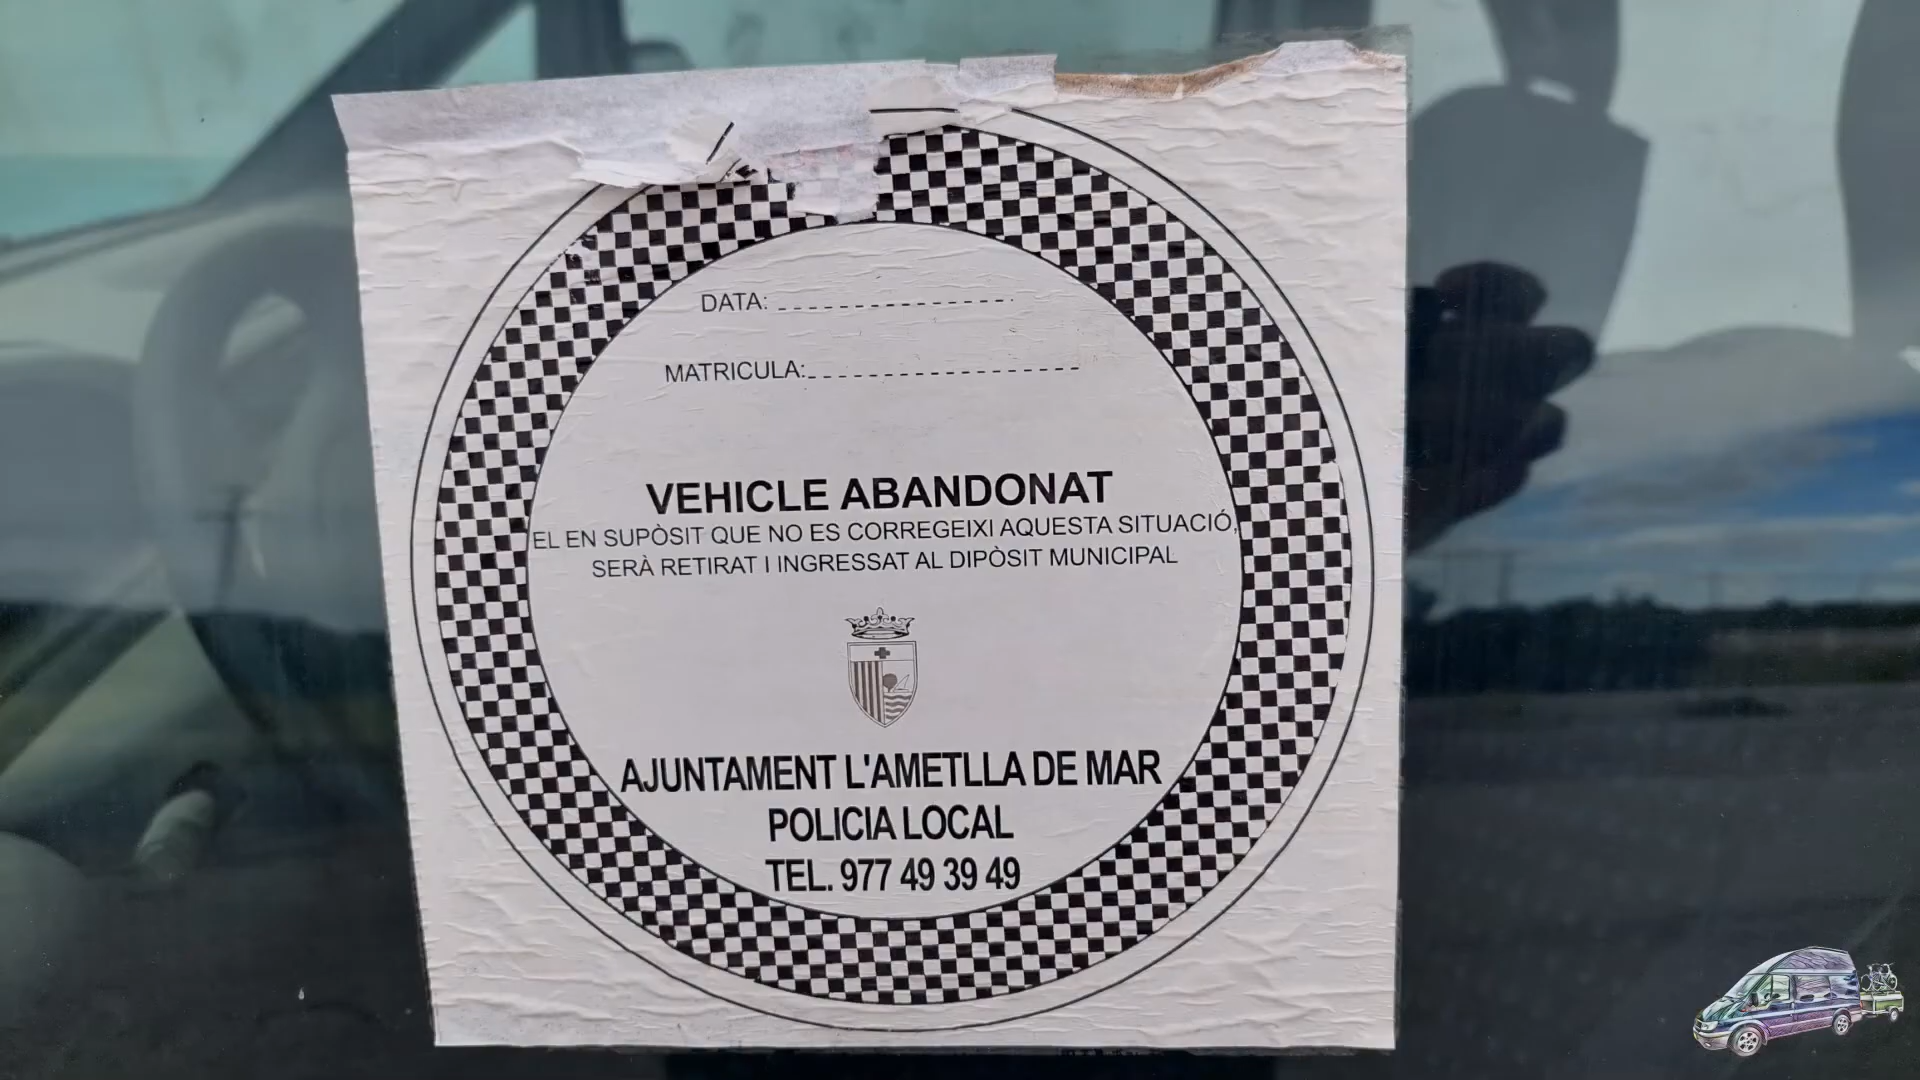 DATA:
MATRICULA:
VEHICLE ABANDONAT
EL EN SUPÒSIT QUE NO ES CORREGEIXI AQUESTA SITUACIÓ,
SERÀ RETIRAT I INGRESSAT AL DIPÒSIT MUNICIPAL
AJUNTAMENT L'AMETLLA DE MAR
POLICIA LOCAL
TEL. 977 49 39 49